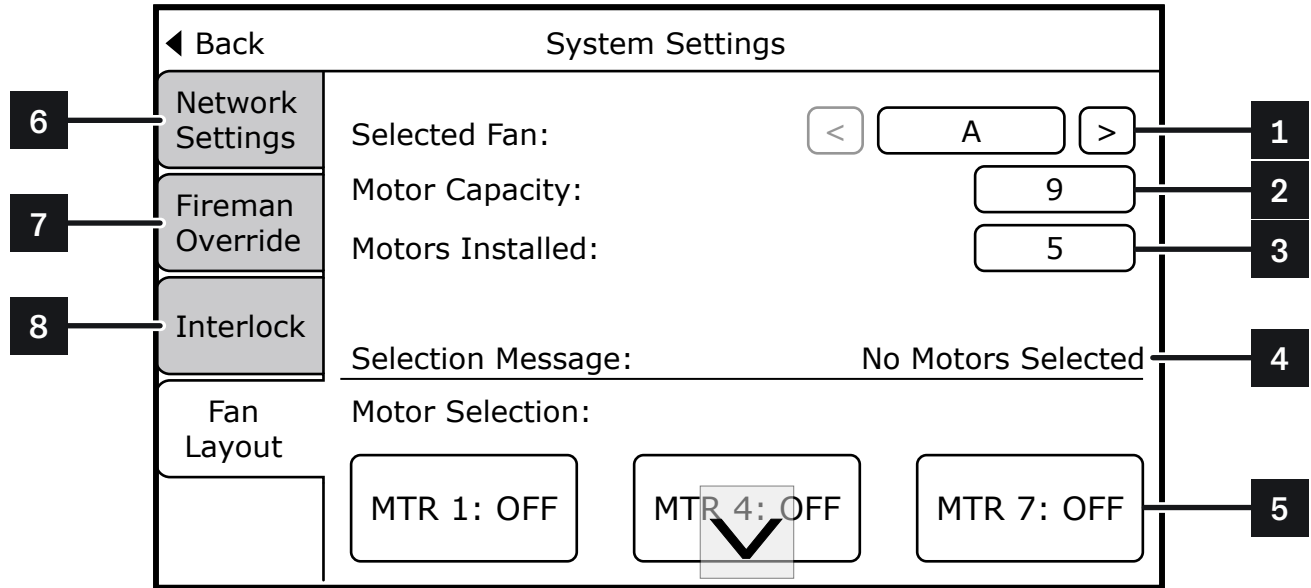 Back
System Settings
6
Network
Settings
Selected Fan:
<
A
>
1
Motor Capacity:
9
2
7
Fireman
Override
Motors Installed:
5
3
8
Interlock
Selection Message:
No Motors Selected
4
Fan
Layout
Motor Selection:
MTR 1: OFF
MTR 4: OFF
MTR 7: OFF
5